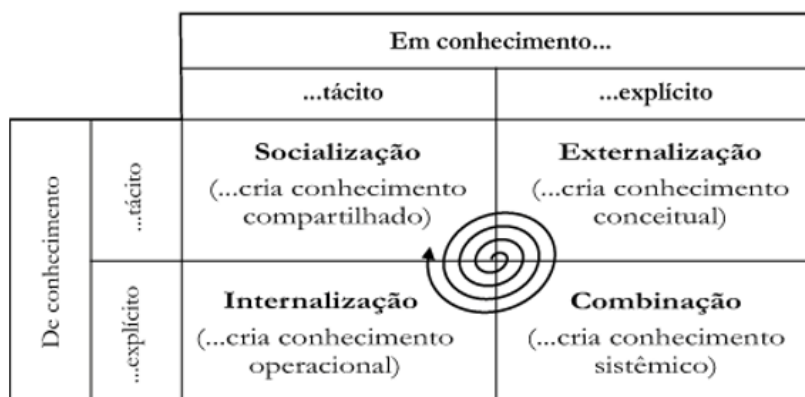 Em conhecimento...
...tácito
...explícito
De conhecimento
...tácito
Socialização
(...cria conhecimento
compartilhado)
Externalização
(...cria conhecimento
conceitual)
...explícito
Internalização
(...cria conhecimento
operacional)
Combinação
(...cria conhecimento
sistêmico)